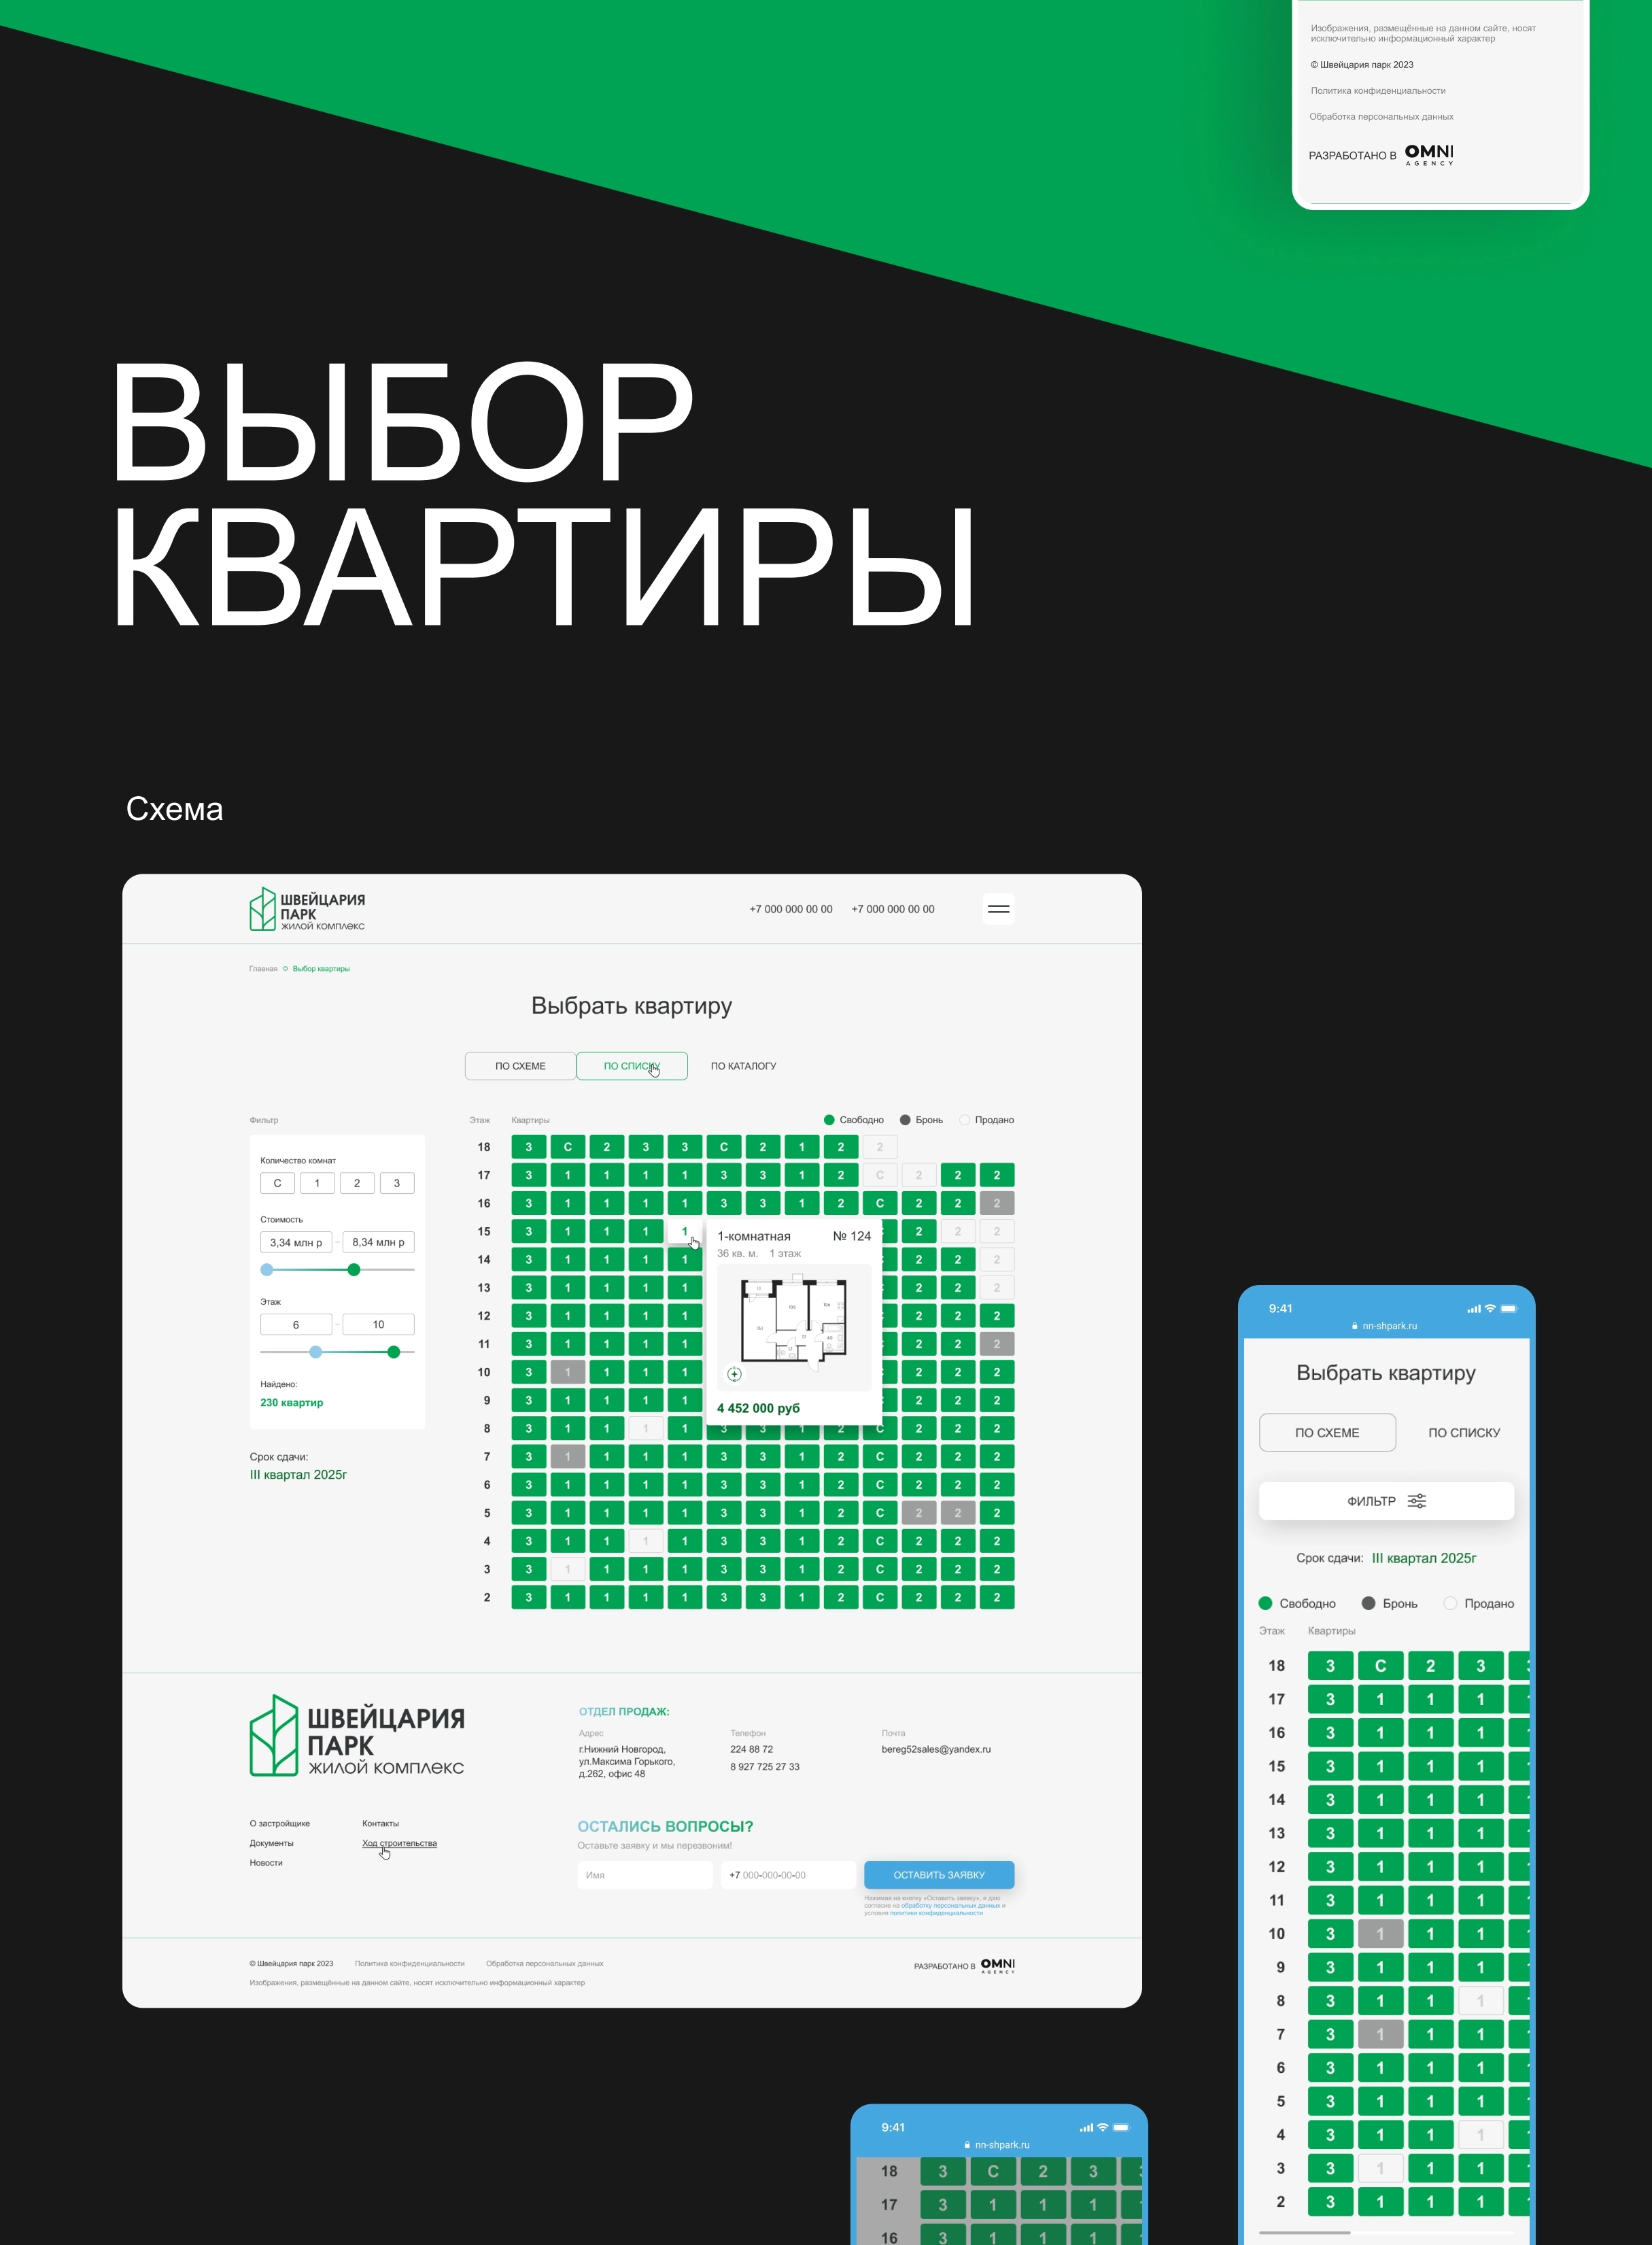 Изображения, размещённые на данном сайте, носят
исключительно информационный характер
© Швейцария парк 2023
Политика конфиденциальности
Обработка персональных данных
РАЗРАБОТАНО В OMNI
AGENCY
ВЫБОР
КВАРТИРЫ
Схема
ШВЕЙЦАРИЯ
ПАРК
ЖИЛОЙ КОМПЛЕКС
+7 000 000 00 00 +7 000 000 00 00
Главная Выбор квартиры
Выбрать квартиру
ПО СХЕМЕ ПО СПИСКУ ПО КАТАЛОГУ
Фильтр
Количество комнат
С 1 2 3
Стоимость
3,34 млн р - 8,34 млн р
Этаж
6 - 10
Найдено:
230 квартир
Срок сдачи:
III квартал 2025г
Этаж Квартиры Свободно Бронь Продано
18 3 С 2 3 3 С 2 1 2 2
17 3 1 1 1 1 3 3 1 2 С 2 2 2
16 3 1 1 1 1 3 3 1 2 С 2 2 2
15 3 1 1 1 1 2 2 2
14 3 1 1 1 1 2 2 2
13 3 1 1 1 1 2 2 2
12 3 1 1 1 1 2 2 2
11 3 1 1 1 1 2 2 2
10 3 1 1 1 1 2 2 2
9 3 1 1 1 1 2 2 2
8 3 1 1 1 1 3 3 1 2 С 2 2 2
7 3 1 1 1 1 3 3 1 2 С 2 2 2
6 3 1 1 1 1 3 3 1 2 С 2 2 2
5 3 1 1 1 1 3 3 1 2 С 2 2 2
4 3 1 1 1 1 3 3 1 2 С 2 2 2
3 3 1 1 1 1 3 3 1 2 С 2 2 2
2 3 1 1 1 1 3 3 1 2 С 2 2 2
1-комнатная № 124
36 кв. м. 1 этаж
4 452 000 руб
ШВЕЙЦАРИЯ
ПАРК
ЖИЛОЙ КОМПЛЕКС
ОТДЕЛ ПРОДАЖ:
Адрес Телефон Почта
г.Нижний Новгород, 224 88 72 bereg52sales@yandex.ru
ул.Максима Горького, 8 927 725 27 33
д.262, офис 48
О застройщике Контакты
Документы Ход строительства
Новости
ОСТАЛИСЬ ВОПРОСЫ?
Оставьте заявку и мы перезвоним!
Имя +7 000-000-00-00 ОСТАВИТЬ ЗАЯВКУ
Нажимая на кнопку «Оставить заявку», я даю
согласие на обработку персональных данных и
условия политики конфиденциальности
© Швейцария парк 2023 Политика конфиденциальности Обработка персональных данных
РАЗРАБОТАНО В OMNI
AGENCY
Изображения, размещённые на данном сайте, носят исключительно информационный характер
9:41
nn-shpark.ru
Выбрать квартиру
ПО СХЕМЕ ПО СПИСКУ
ФИЛЬТР
Срок сдачи: III квартал 2025г
Свободно Бронь Продано
Этаж Квартиры
18 3 С 2 3
17 3 1 1 1
16 3 1 1 1
15 3 1 1 1
14 3 1 1 1
13 3 1 1 1
12 3 1 1 1
11 3 1 1 1
10 3 1 1 1
9 3 1 1 1
8 3 1 1 1
7 3 1 1 1
6 3 1 1 1
5 3 1 1 1
4 3 1 1 1
3 3 1 1 1
2 3 1 1 1
9:41
nn-shpark.ru
18 3 С 2 3
17 3 1 1 1
16 3 1 1 1